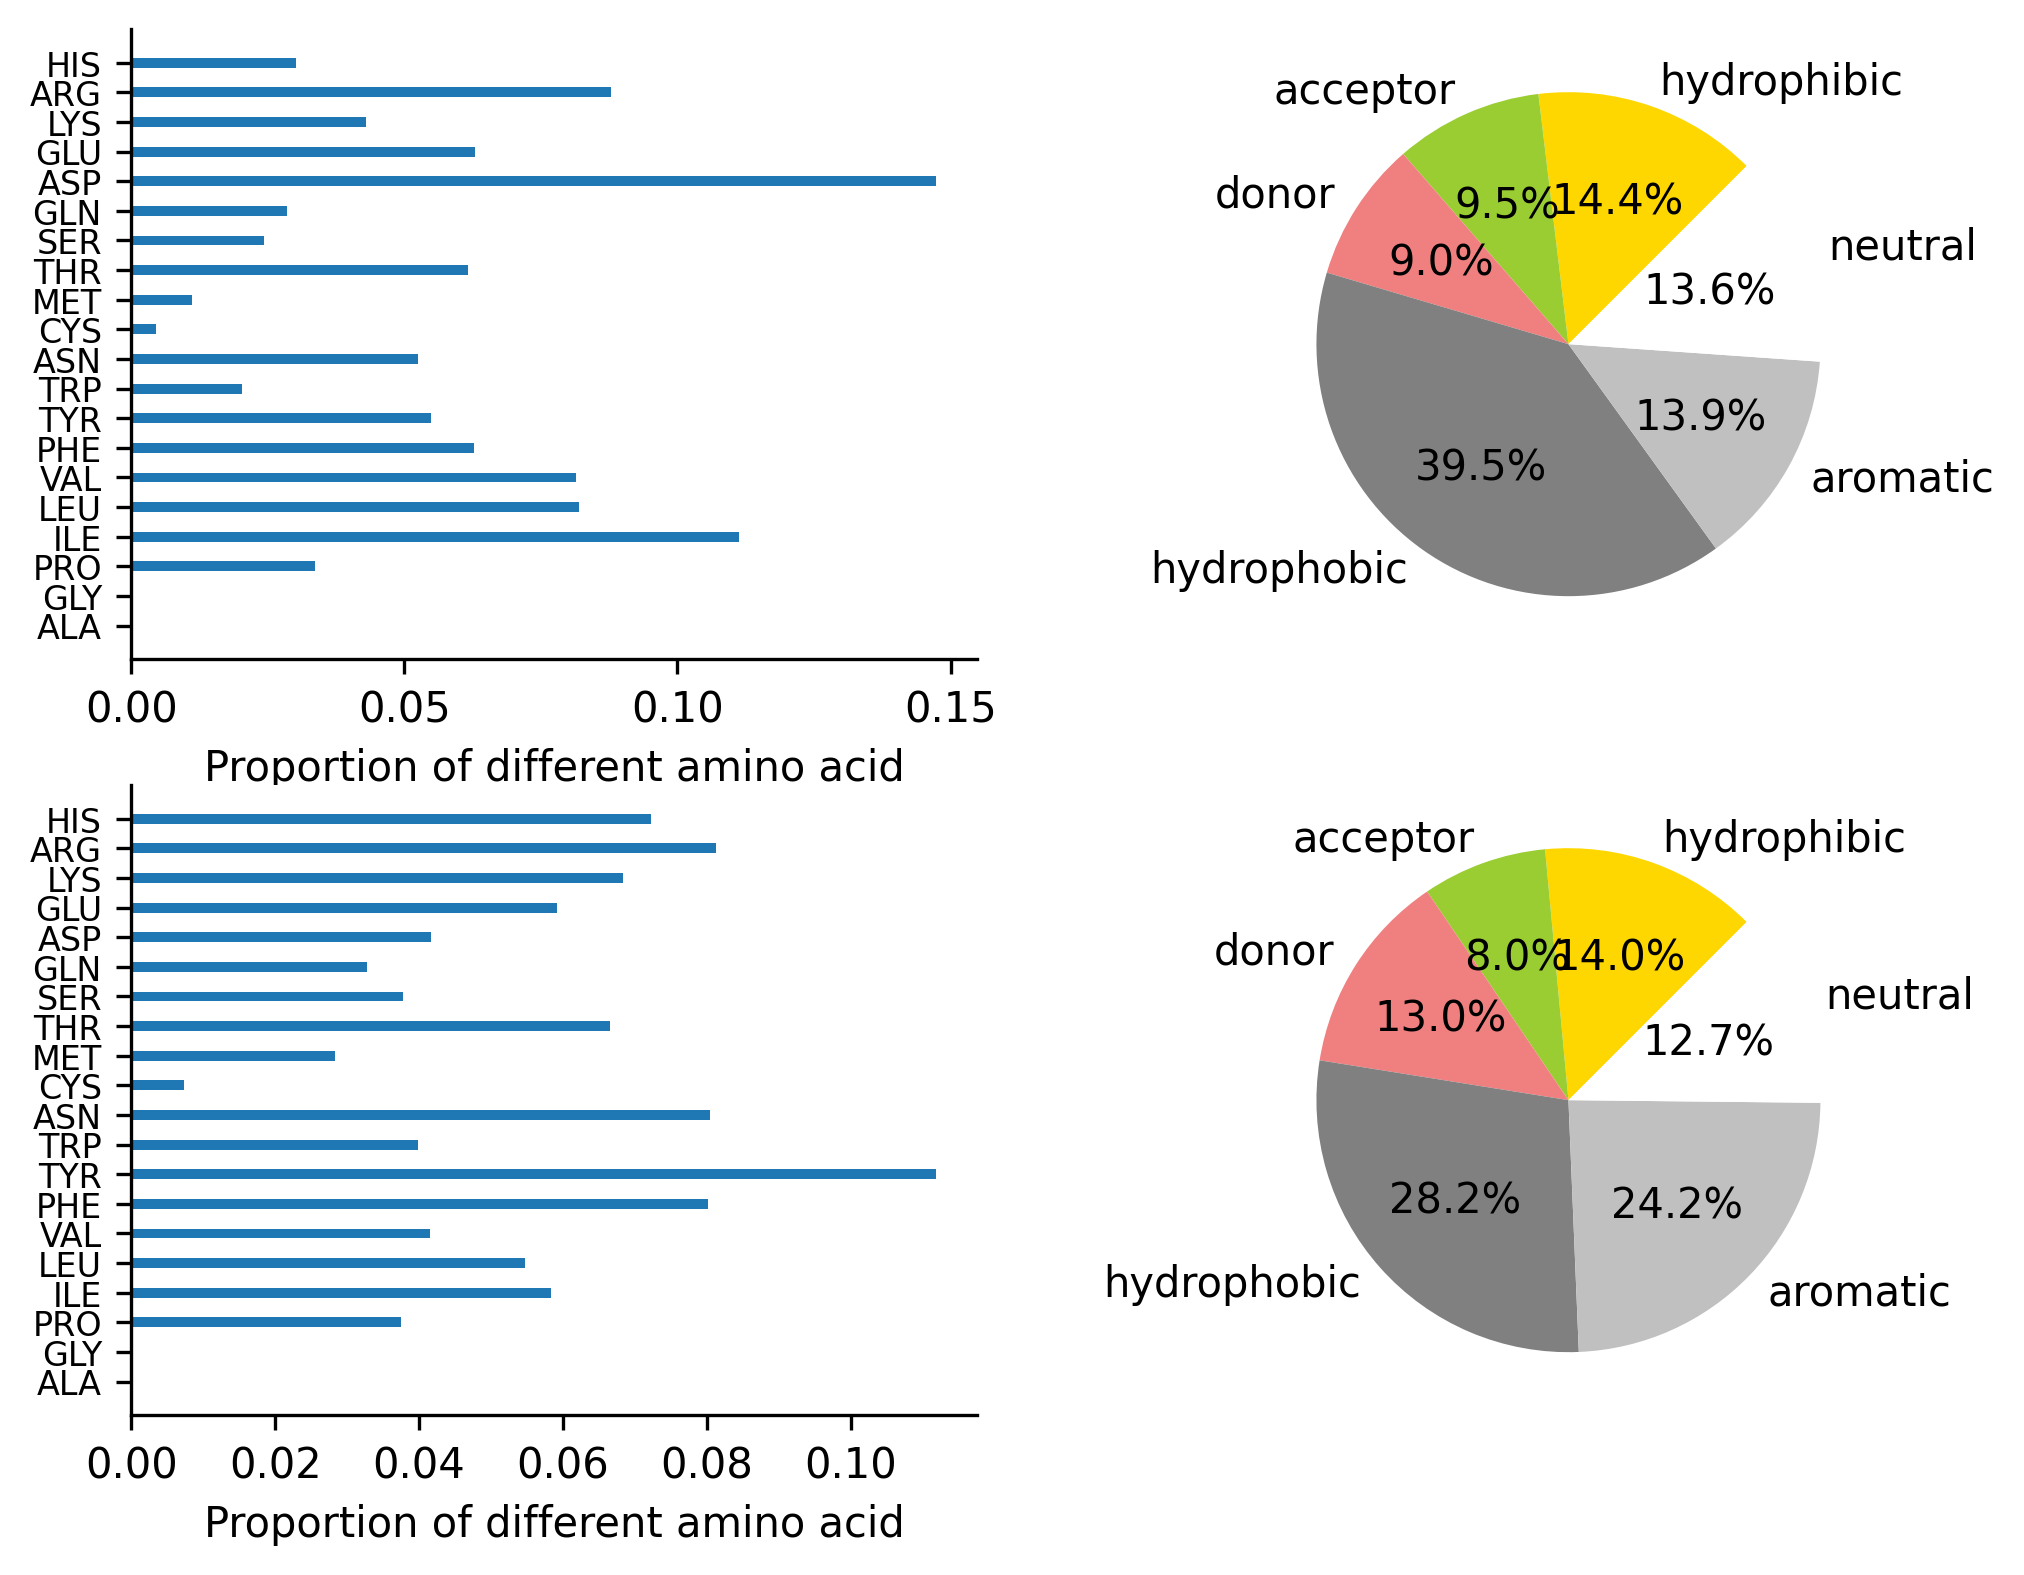 HIS
ARG
LYS
GLU
ASP
GLN
SER
THR
MET
CYS
ASN
TRP
TYR
PHE
VAL
LEU
ILE
PRO
GLY
ALA
0.00 0.05 0.10 0.15
Proportion of different amino acid
hydrophibic
acceptor
donor
neutral
9.5%
14.4%
9.0%
13.6%
13.9%
39.5%
aromatic
hydrophobic
HIS
ARG
LYS
GLU
ASP
GLN
SER
THR
MET
CYS
ASN
TRP
TYR
PHE
VAL
LEU
ILE
PRO
GLY
ALA
0.00 0.02 0.04 0.06 0.08 0.10
Proportion of different amino acid
hydrophibic
acceptor
donor
neutral
8.0%
14.0%
13.0%
12.7%
28.2%
24.2%
hydrophobic
aromatic